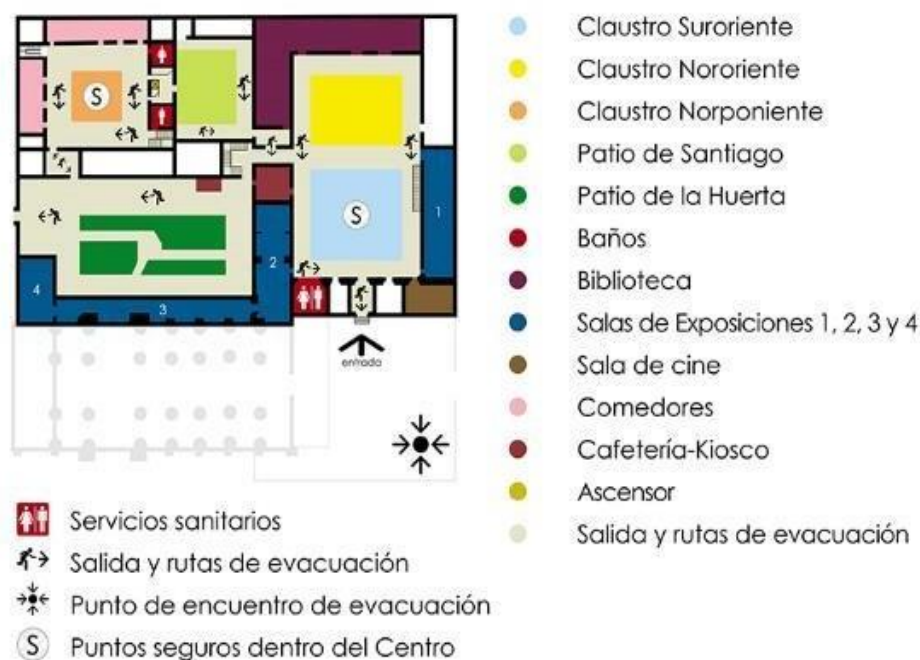 S
S
1
2
3
4
entrada
Claustro Suroriente
Claustro Nororiente
Claustro Norponiente
Patio de Santiago
Patio de la Huerta
Baños
Biblioteca
Salas de Exposiciones 1, 2, 3 y 4
Sala de cine
Comedores
Cafetería-Kiosco
Ascensor
Salida y rutas de evacuación
Servicios sanitarios
Salida y rutas de evacuación
Punto de encuentro de evacuación
S Puntos seguros dentro del Centro